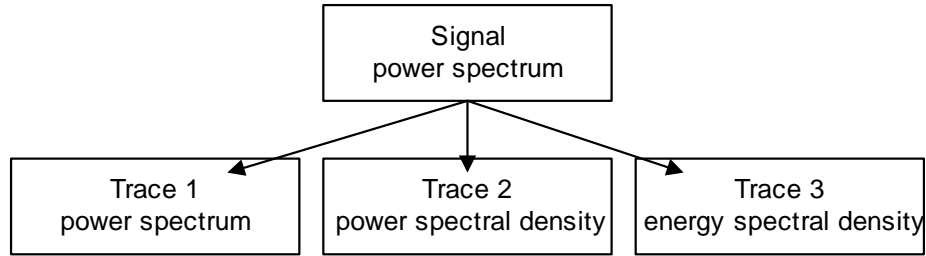 Signal
power spectrum
Trace 1
power spectrum
Trace 2
power spectral density
Trace 3
energy spectral density